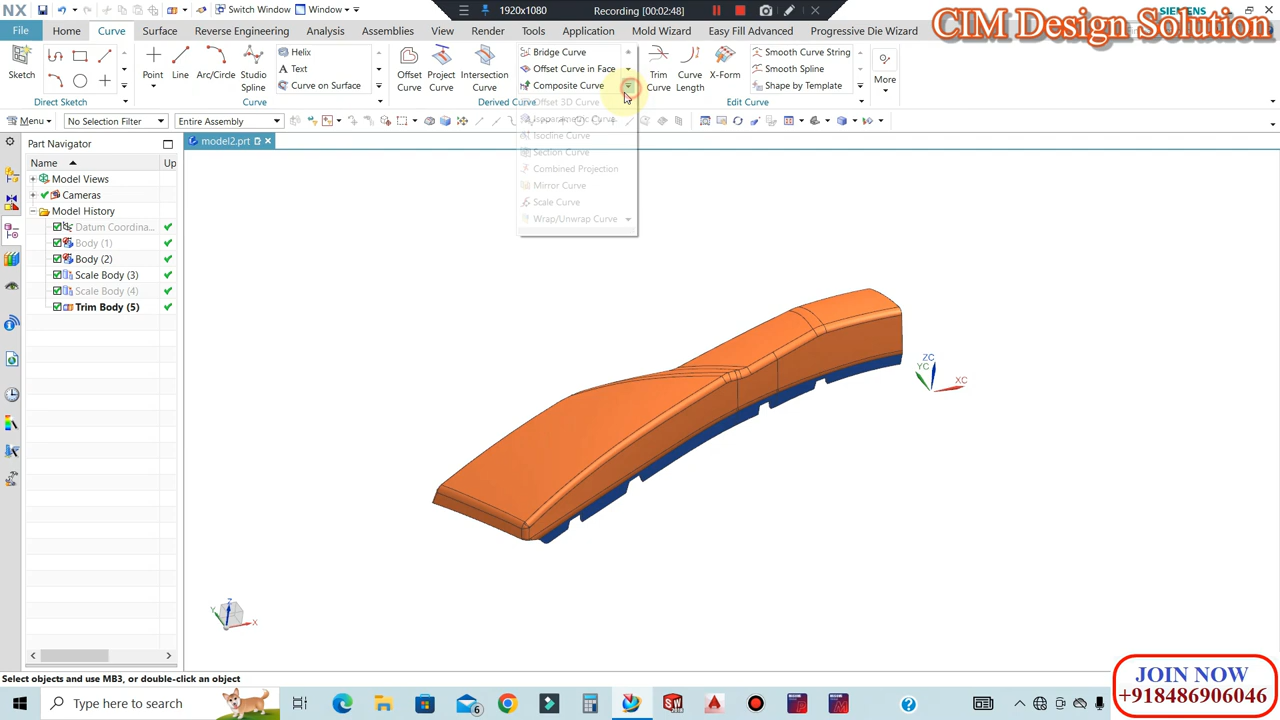 NX
Switch Window
Window
1920x1080
Recording [00:02:48]
SIEMENS
CIM Design Solution
File
Home
Curve
Surface
Reverse Engineering
Analysis
Assemblies
View
Render
Tools
Application
Mold Wizard
Easy Fill Advanced
Progressive Die Wizard
Sketch
Point
Line
Arc/Circle
Studio Spline
Helix
Text
Curve on Surface
Offset Curve
Project Curve
Intersection Curve
Bridge Curve
Offset Curve in Face
Composite Curve
Trim Curve
Curve Length
X-Form
Smooth Curve String
Smooth Spline
Shape by Template
More
Direct Sketch
Curve
Derived Curve
Edit Curve
Offset 3D Curve
Isoparametric Curve
Isocline Curve
Section Curve
Combined Projection
Mirror Curve
Scale Curve
Wrap/Unwrap Curve
Menu
No Selection Filter
Entire Assembly
Part Navigator
model2.prt
Name
Up
Model Views
Cameras
Model History
Datum Coordina...
Body (1)
Body (2)
Scale Body (3)
Scale Body (4)
Trim Body (5)
ZC
YC
XC
Z
Y
X
Select objects and use MB3, or double-click an object
JOIN NOW
+918486906046
Type here to search
6